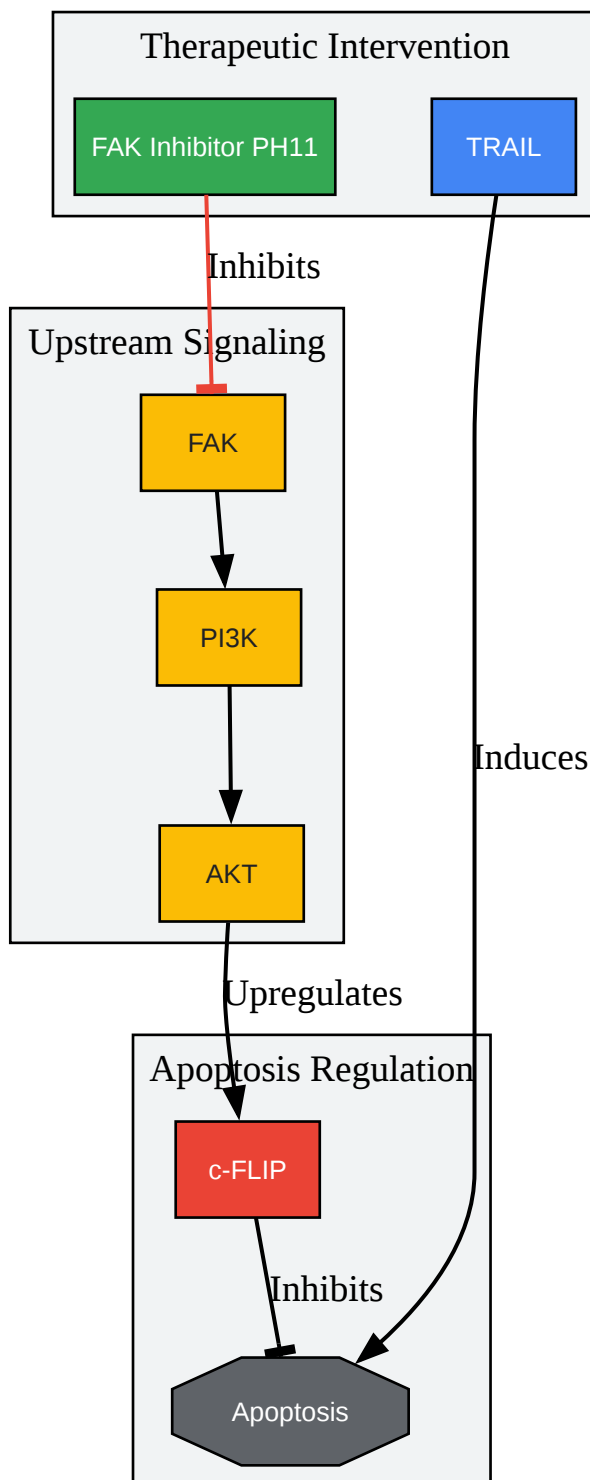 Therapeutic Intervention
FAK Inhibitor PH11
TRAIL
Inhibits
Upstream Signaling
FAK
PI3K
Induces
AKT
Upregulates
Apoptosis Regulation
c-FLIP
Inhibits
Apoptosis